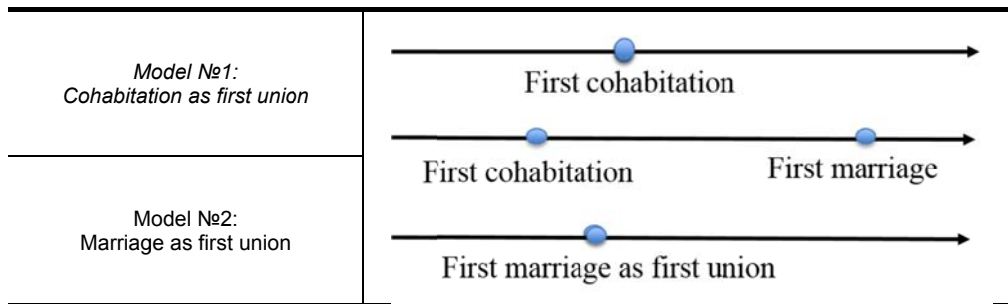 Model №1:
Cohabitation as first union
First cohabitation
First cohabitation First marriage
Model №2:
Marriage as first union
First marriage as first union